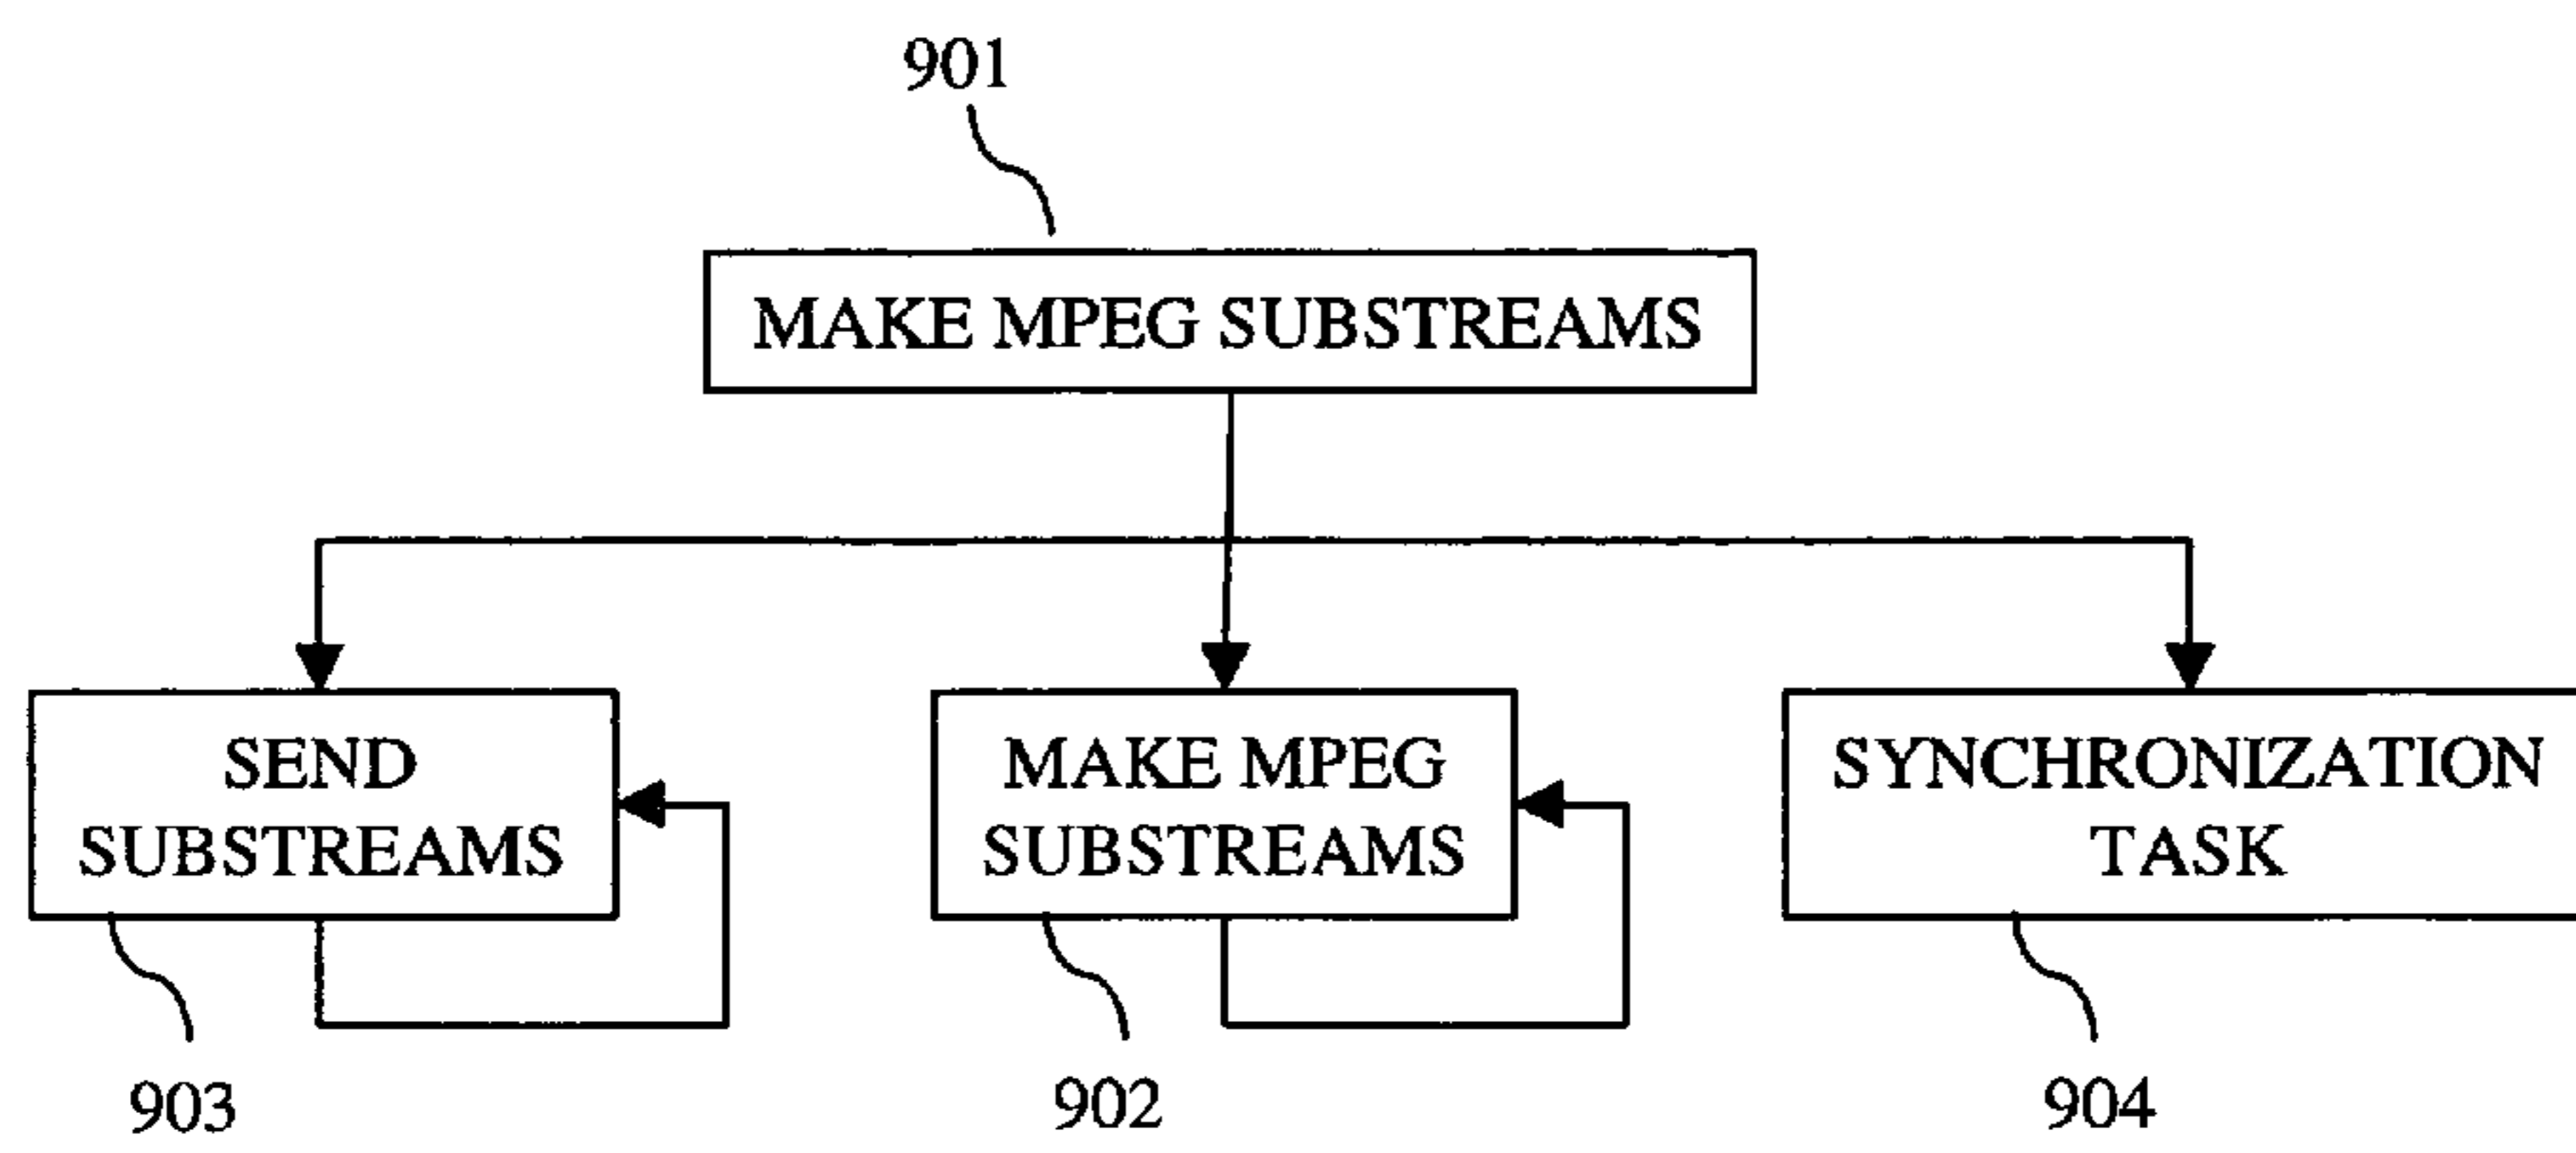 901
MAKE MPEG SUBSTREAMS
SEND
SUBSTREAMS
MAKE MPEG
SUBSTREAMS
SYNCHRONIZATION
TASK
903
902
904